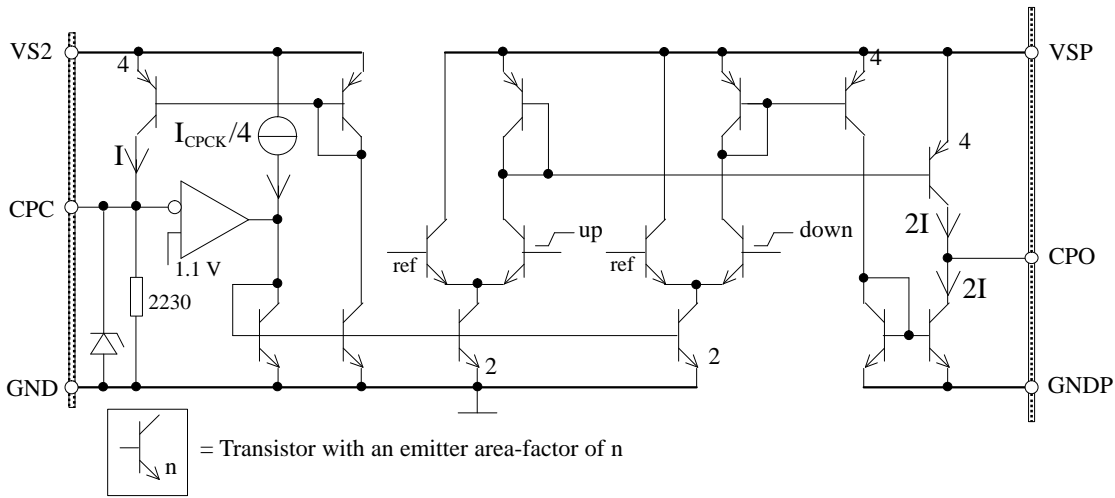 VS2
VSP
4
4
I
I_CPCK/4
4
CPC
up
down
2I
ref
ref
1.1 V
CPO
2230
2I
2
2
GND
GNDP
n
= Transistor with an emitter area-factor of n